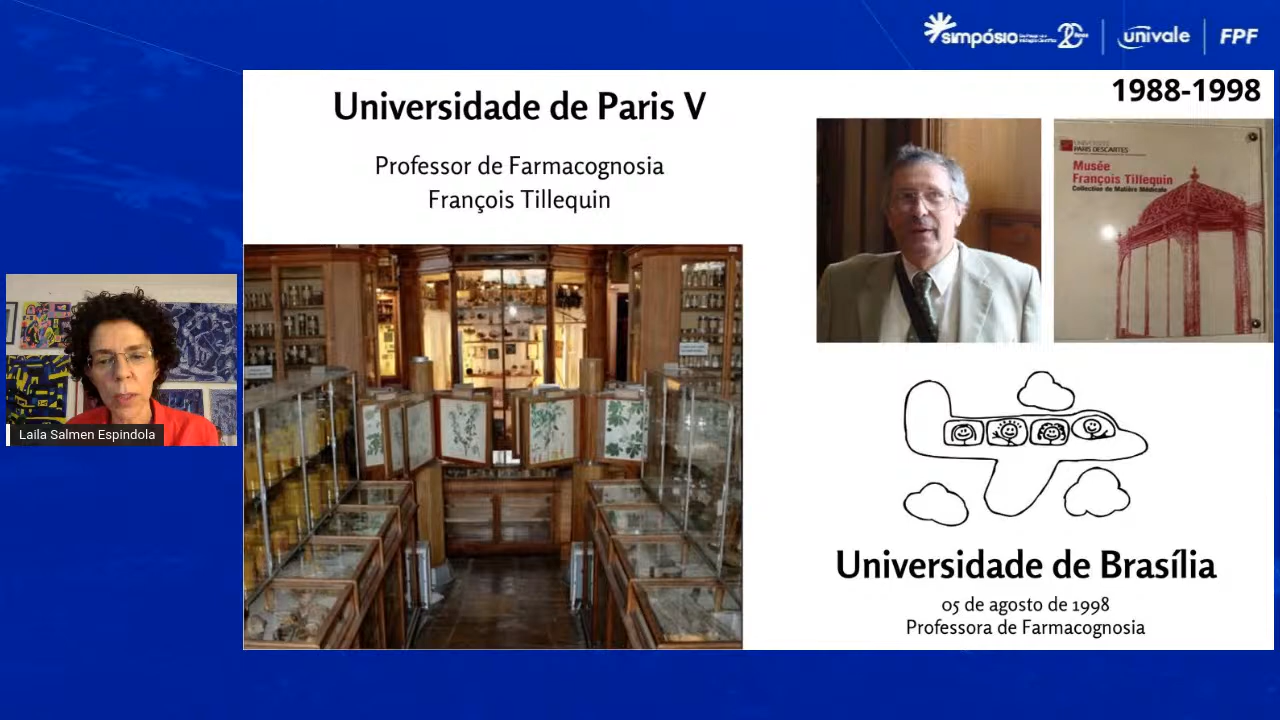 simpósio
univale
FPF
1988-1998
Universidade de Paris V
Professor de Farmacognosia
François Tillequin
PARIS DESCARTES
Musée
François Tillequin
Collection de Matière Médicale
Laila Salmen Espindola
Universidade de Brasília
05 de agosto de 1998
Professora de Farmacognosia